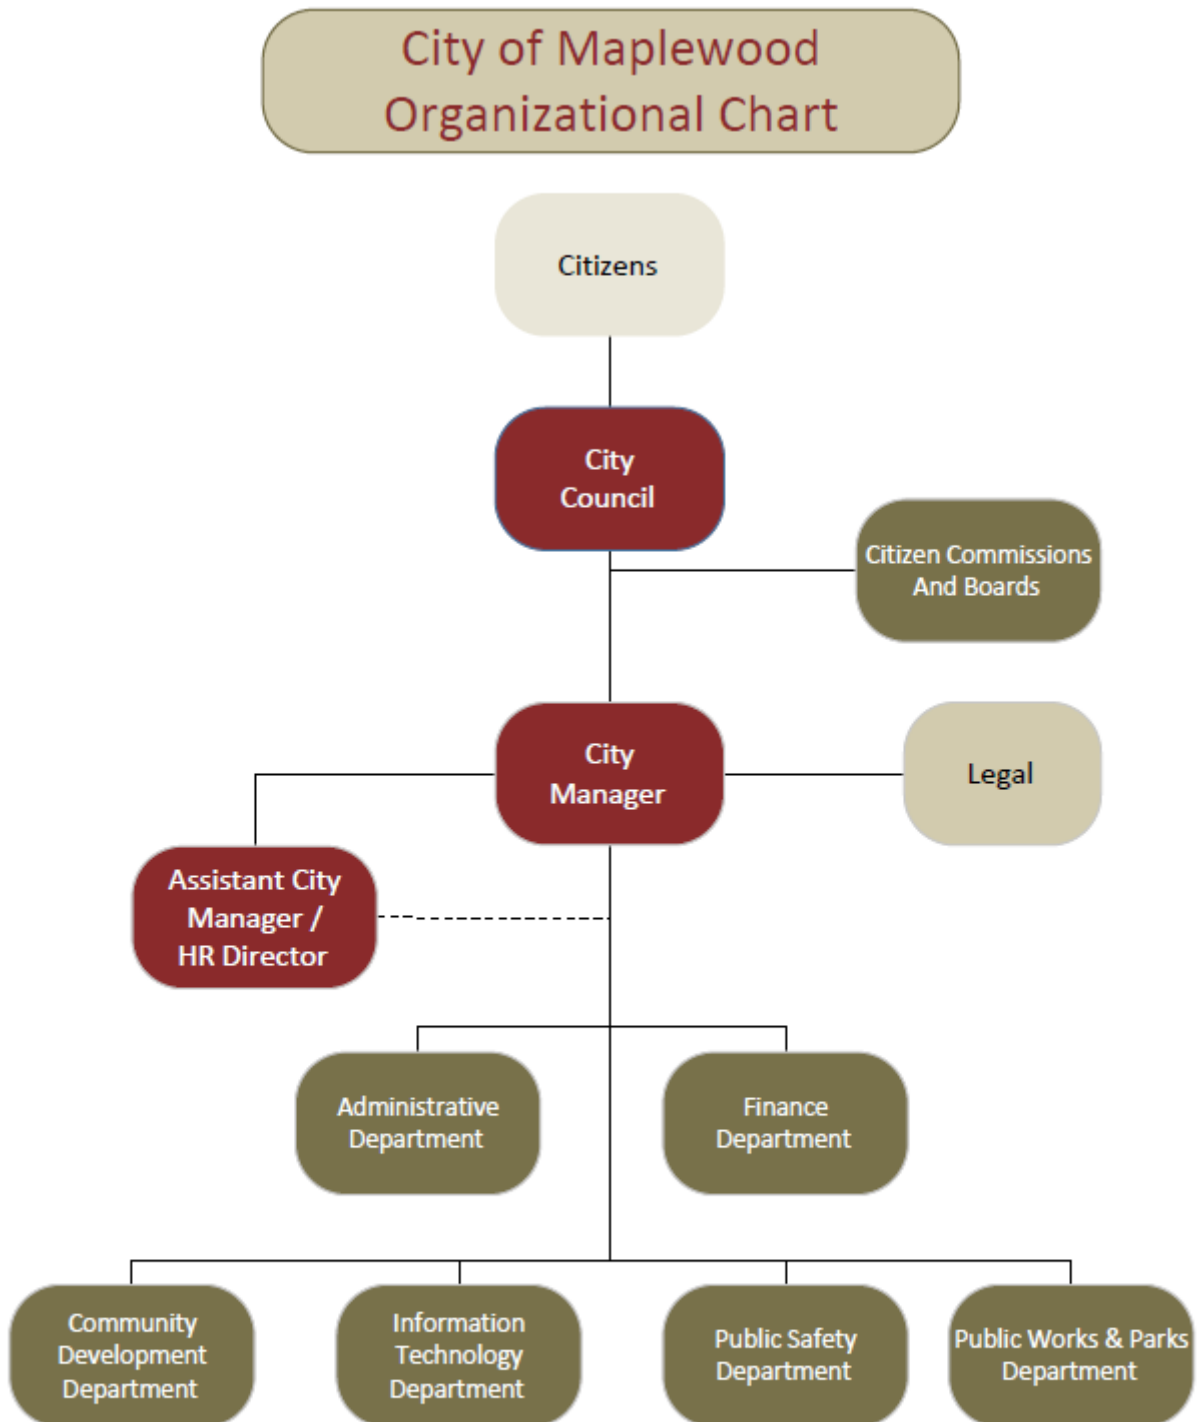 City of Maplewood
Organizational Chart
Citizens
City
Council
Citizen Commissions
And Boards
City
Manager
Legal
Assistant City
Manager /
HR Director
Administrative
Department
Finance
Department
Community
Development
Department
Information
Technology
Department
Public Safety
Department
Public Works & Parks
Department